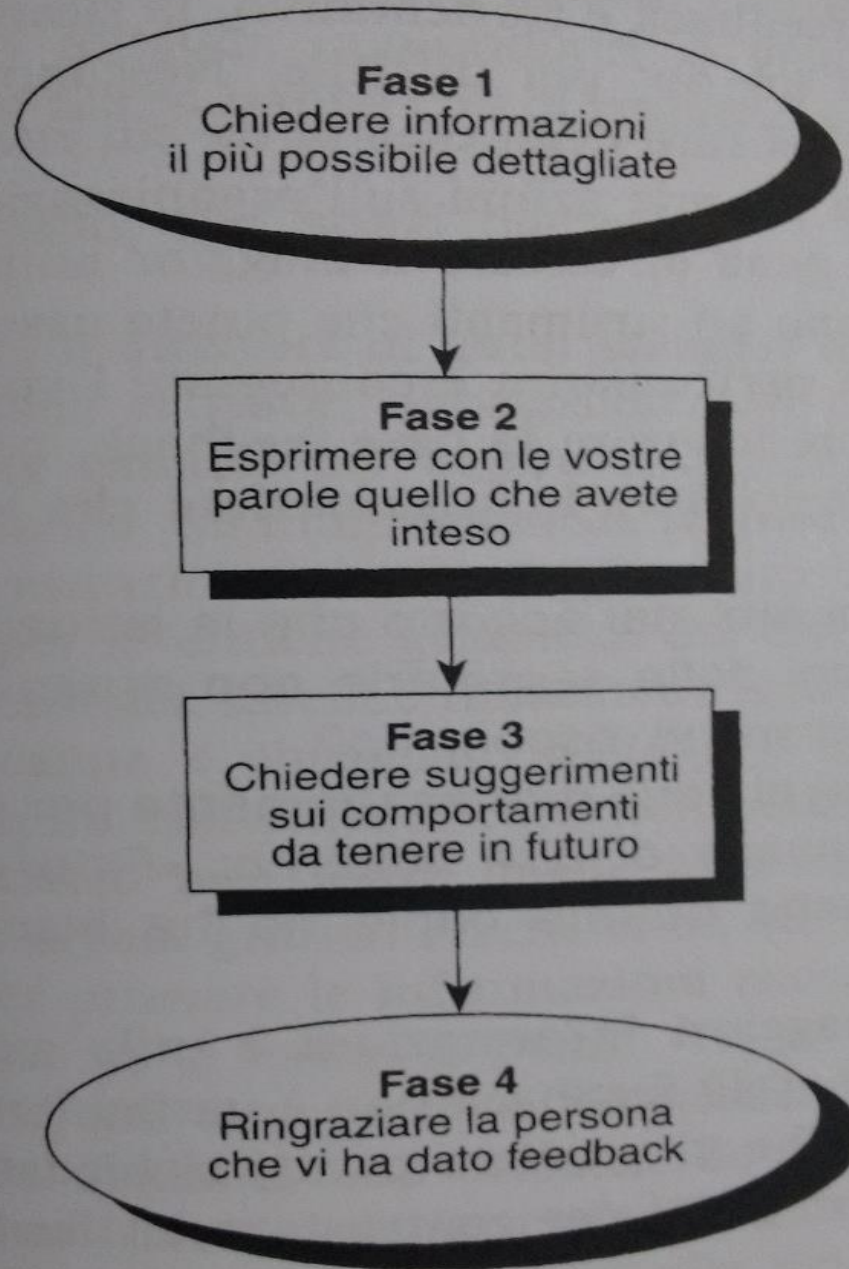 Fase 1
Chiedere informazioni
il più possibile dettagliate
Fase 2
Esprimere con le vostre
parole quello che avete
inteso
Fase 3
Chiedere suggerimenti
sui comportamenti
da tenere in futuro
Fase 4
Ringraziare la persona
che vi ha dato feedback